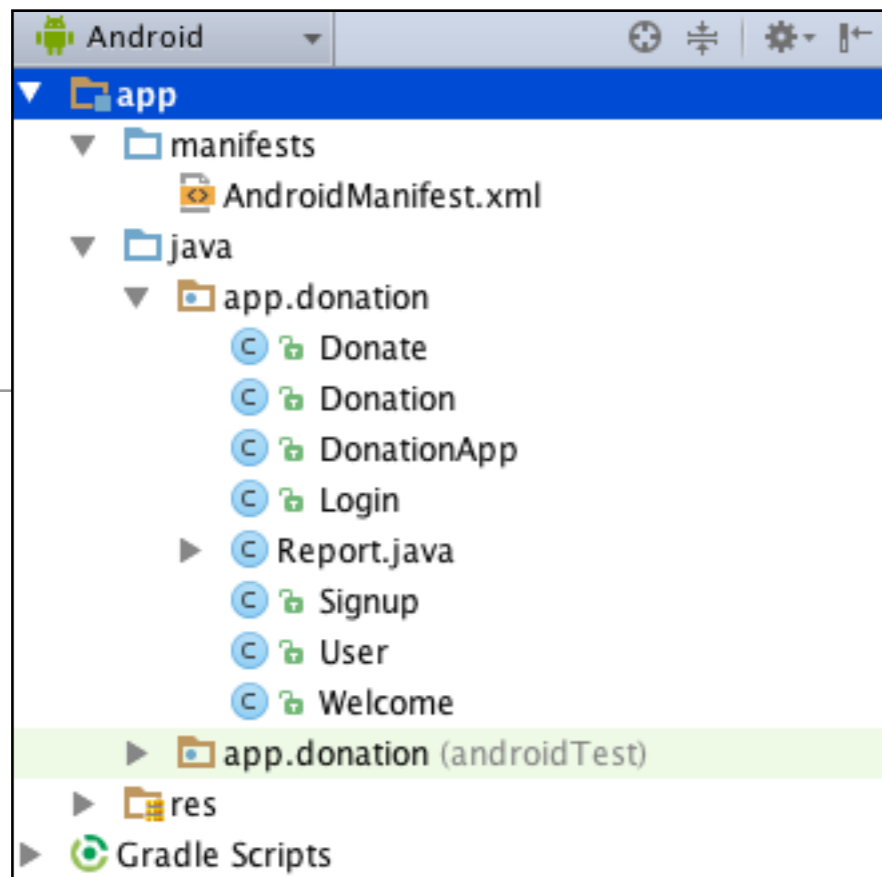 Android
app
manifests
AndroidManifest.xml
java
app.donation
Donate
Donation
DonationApp
Login
Report.java
Signup
User
Welcome
app.donation (androidTest)
res
Gradle Scripts